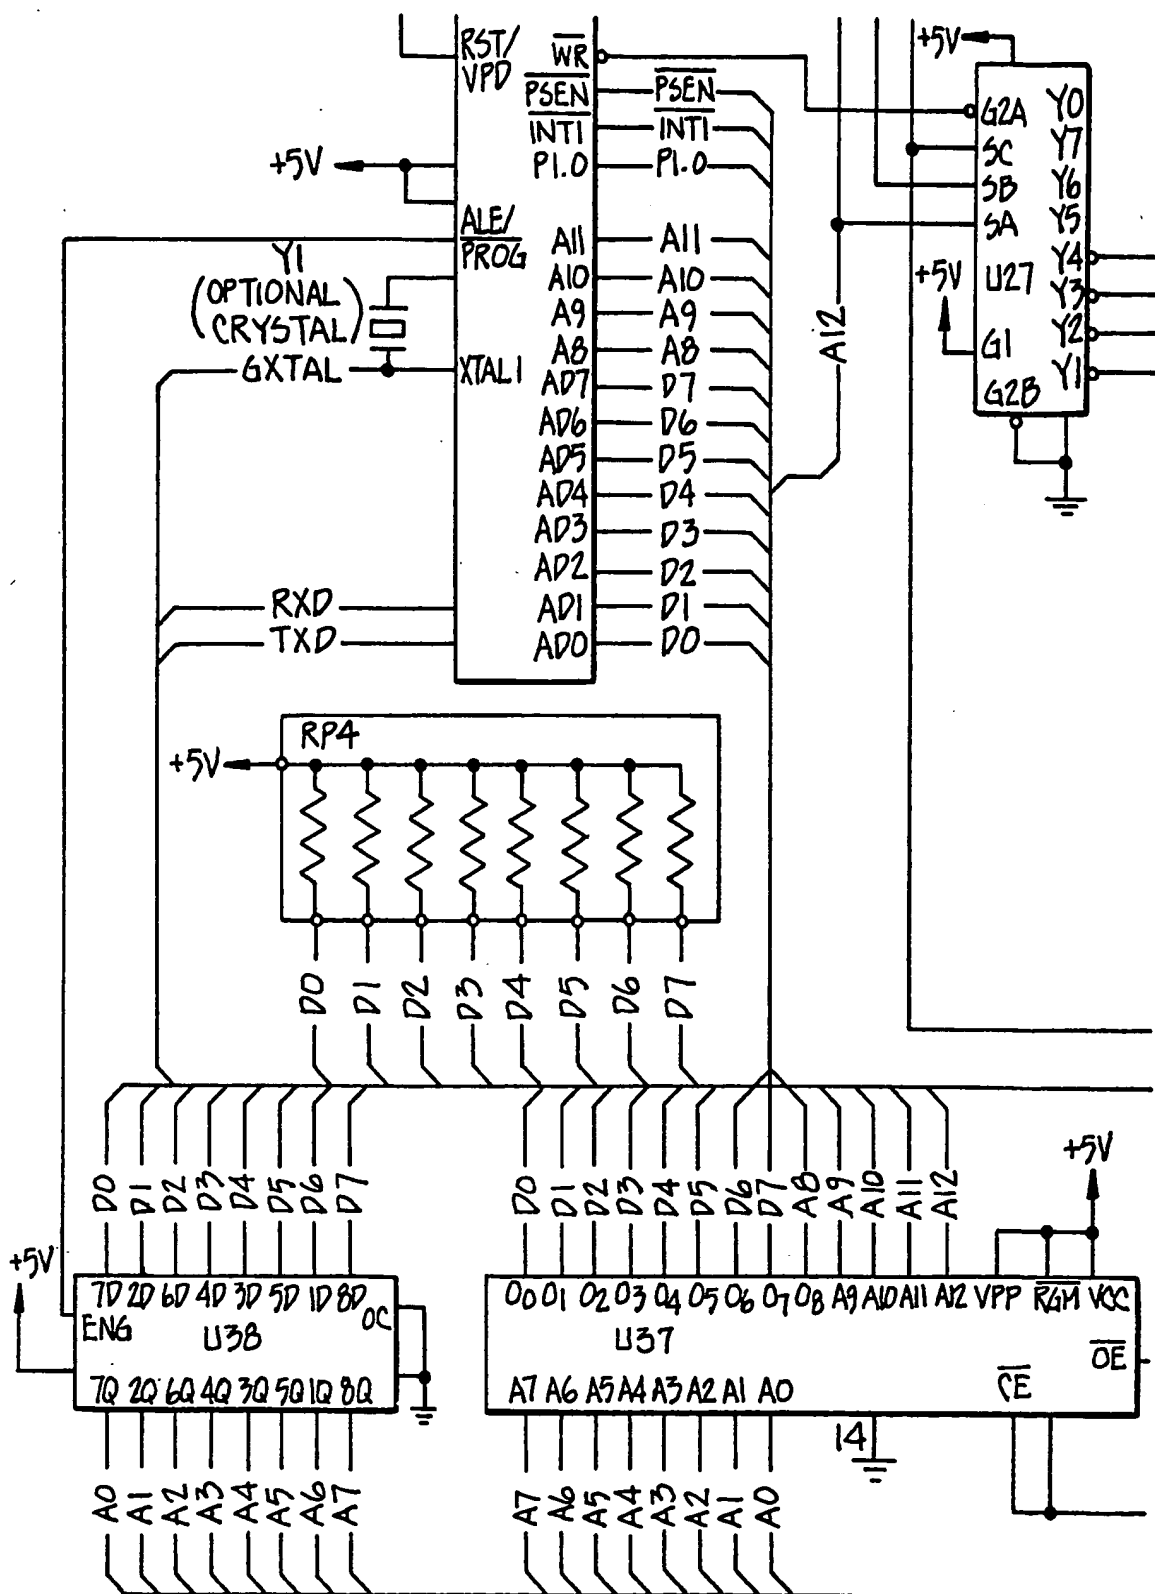 RST/
VPD
WR
PSEN
PSEN
INT1
INT1
P1.0
P1.0
+5V
ALE/
PROG
Y1
(OPTIONAL
CRYSTAL)
GXTAL
XTAL1
A11
A11
A10
A10
A9
A9
A8
A8
AD7
D7
AD6
D6
AD5
D5
AD4
D4
AD3
D3
AD2
D2
AD1
D1
AD0
D0
RXD
TXD
A12
+5V
G2A
SC
SB
SA
+5V
U27
G1
G2B
Y0
Y7
Y6
Y5
Y4
Y3
Y2
Y1
RP4
+5V
D0 D1 D2 D3 D4 D5 D6 D7
D0 D1 D2 D3 D4 D5 D6 D7
D0 D1 D2 D3 D4 D5 D6 D7 A8 A9 A10 A11 A12
+5V
+5V
7D 2D 6D 4D 3D 5D 1D 8D
ENG
U38
OC
7Q 2Q 6Q 4Q 3Q 5Q 1Q 8Q
O0 O1 O2 O3 O4 O5 O6 O7 O8 A9 A10 A11 A12 VPP RGM VCC
U37
OE
CE
A7 A6 A5 A4 A3 A2 A1 A0
14
A0 A1 A2 A3 A4 A5 A6 A7
A7 A6 A5 A4 A3 A2 A1 A0